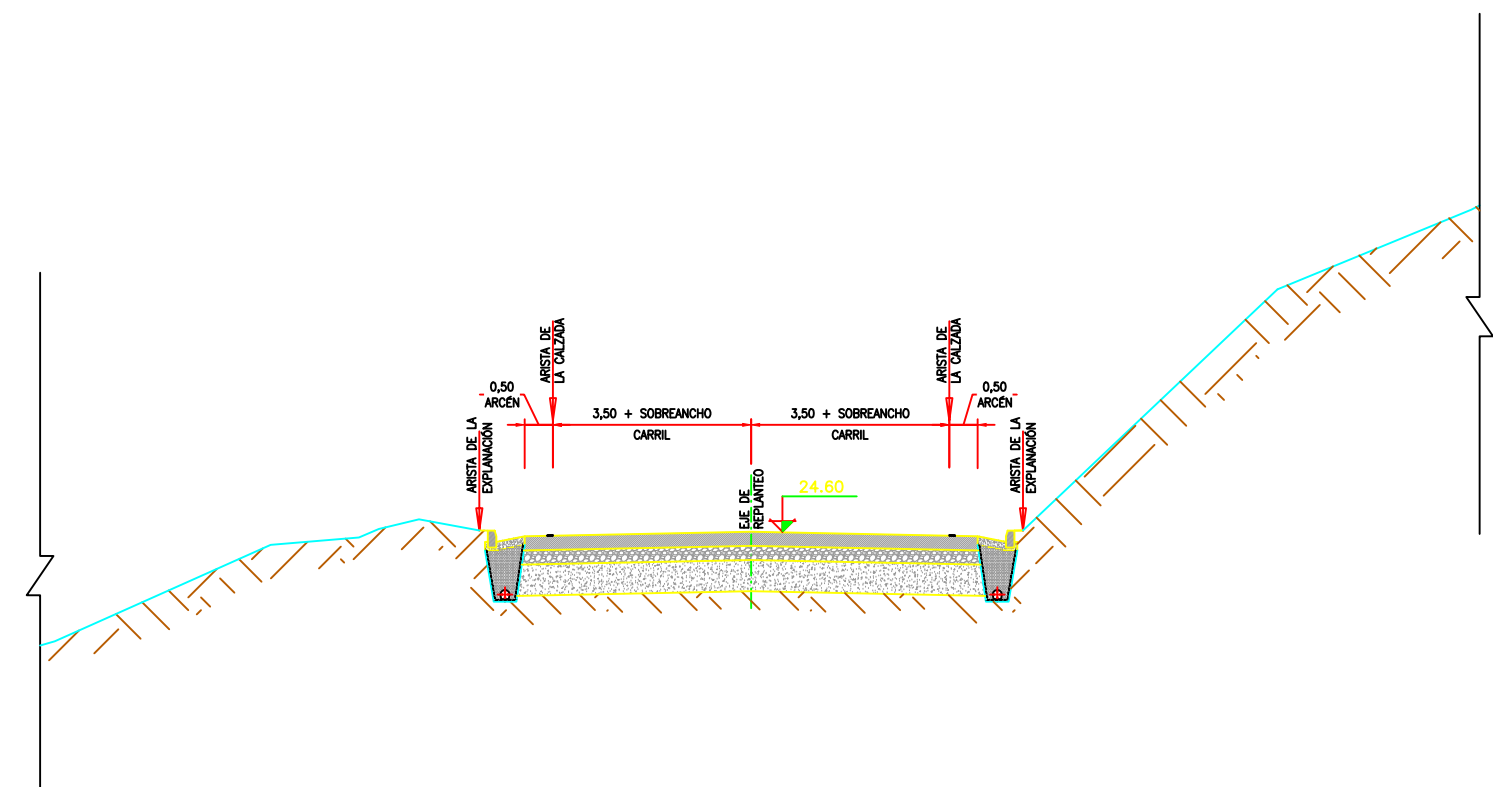 ARISTA DE
LA CALZADA
ARISTA DE
LA CALZADA
0,50
ARCÉN
3,50 + SOBREANCHO
CARRIL
3,50 + SOBREANCHO
CARRIL
0,50
ARCÉN
ARISTA DE LA
EXPLANACIÓN
EJE DE
REPLANTEO
24.60
ARISTA DE LA
EXPLANACIÓN